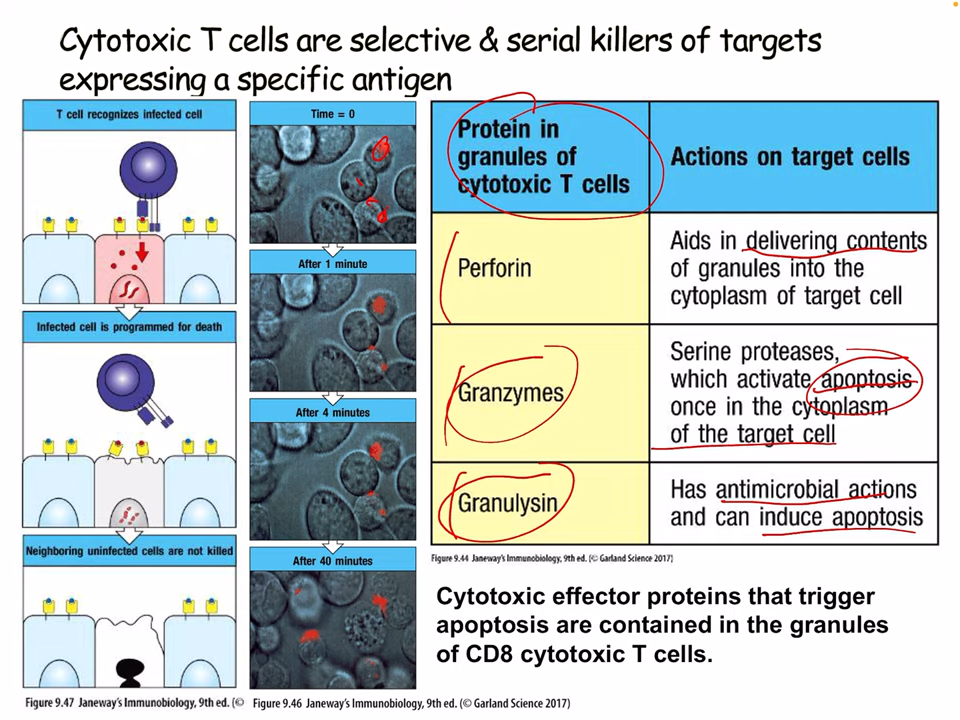 Cytotoxic T cells are selective & serial killers of targets
expressing a specific antigen
T cell recognizes infected cell
Infected cell is programmed for death
Neighboring uninfected cells are not killed
Figure 9.47 Janeway's Immunobiology, 9th ed. (©
Time = 0
After 1 minute
After 4 minutes
After 40 minutes
Figure 9.46 Janeway's Immunobiology, 9th ed. (© Garland Science 2017)
Protein in
granules of
cytotoxic T cells
Actions on target cells
Perforin
Aids in delivering contents
of granules into the
cytoplasm of target cell
Granzymes
Serine proteases,
which activate apoptosis
once in the cytoplasm
of the target cell
Granulysin
Has antimicrobial actions
and can induce apoptosis
Figure 9.44 Janeway's Immunobiology, 9th ed. (© Garland Science 2017)
Cytotoxic effector proteins that trigger
apoptosis are contained in the granules
of CD8 cytotoxic T cells.